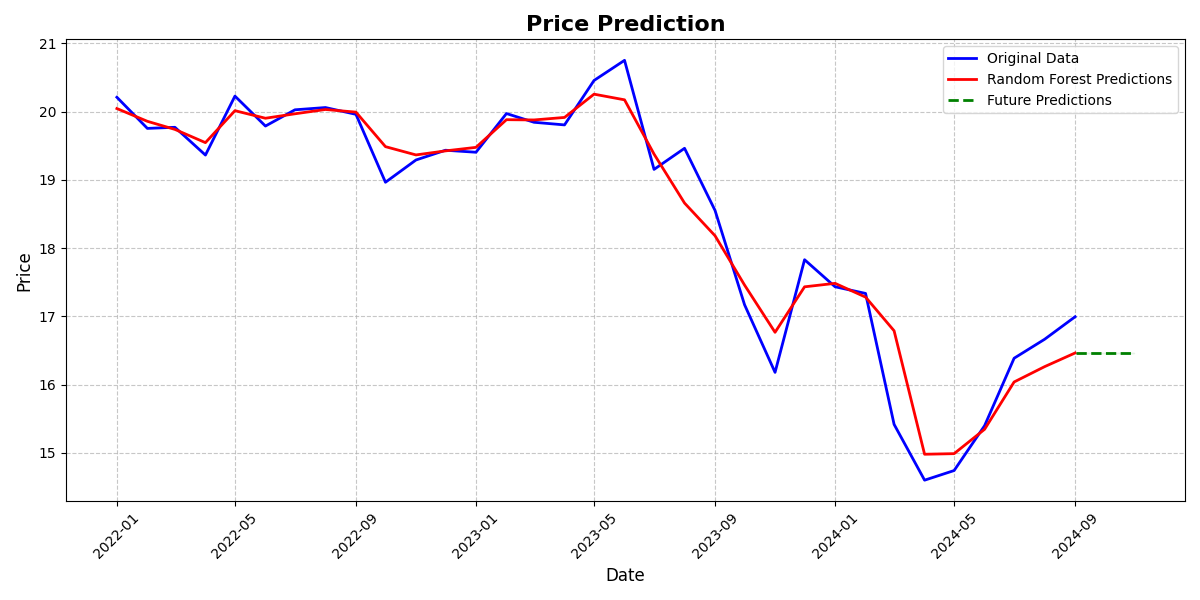 Price Prediction
Original Data
Random Forest Predictions
Future Predictions
Price
21
20
19
18
17
16
15
2022-01
2022-05
2022-09
2023-01
2023-05
2023-09
2024-01
2024-05
2024-09
Date